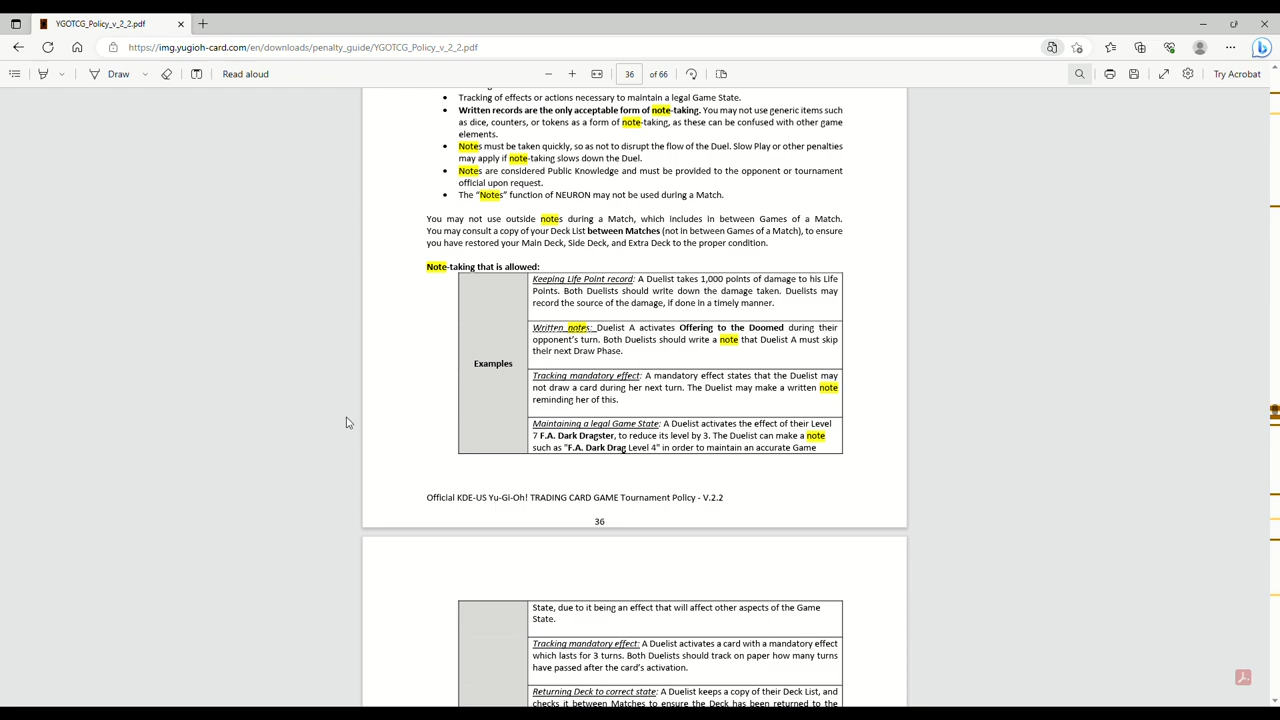 YGOTCG_Policy_v_2_2.pdf
https://img.yugioh-card.com/en/downloads/penalty_guide/YGOTCG_Policy_v_2_2.pdf
Draw
Read aloud
36 of 66
Try Acrobat
• Tracking of effects or actions necessary to maintain a legal Game State.
• Written records are the only acceptable form of note-taking. You may not use generic items such
as dice, counters, or tokens as a form of note-taking, as these can be confused with other game
elements.
• Notes must be taken quickly, so as not to disrupt the flow of the Duel. Slow Play or other penalties
may apply if note-taking slows down the Duel.
• Notes are considered Public Knowledge and must be provided to the opponent or tournament
official upon request.
• The “Notes” function of NEURON may not be used during a Match.
You may not use outside notes during a Match, which includes in between Games of a Match.
You may consult a copy of your Deck List between Matches (not in between Games of a Match), to ensure
you have restored your Main Deck, Side Deck, and Extra Deck to the proper condition.
Note-taking that is allowed:
Examples
Keeping Life Point record: A Duelist takes 1,000 points of damage to his Life
Points. Both Duelists should write down the damage taken. Duelists may
record the source of the damage, if done in a timely manner.
Written notes: Duelist A activates Offering to the Doomed during their
opponent’s turn. Both Duelists should write a note that Duelist A must skip
their next Draw Phase.
Tracking mandatory effect: A mandatory effect states that the Duelist may
not draw a card during her next turn. The Duelist may make a written note
reminding her of this.
Maintaining a legal Game State: A Duelist activates the effect of their Level
7 F.A. Dark Dragster, to reduce its level by 3. The Duelist can make a note
such as "F.A. Dark Drag Level 4" in order to maintain an accurate Game
Official KDE-US Yu-Gi-Oh! TRADING CARD GAME Tournament Policy - V.2.2
36
State, due to it being an effect that will affect other aspects of the Game
State.
Tracking mandatory effect: A Duelist activates a card with a mandatory effect
which lasts for 3 turns. Both Duelists should track on paper how many turns
have passed after the card’s activation.
Returning Deck to correct state: A Duelist keeps a copy of their Deck List, and
checks it between Matches to ensure the Deck has been returned to the